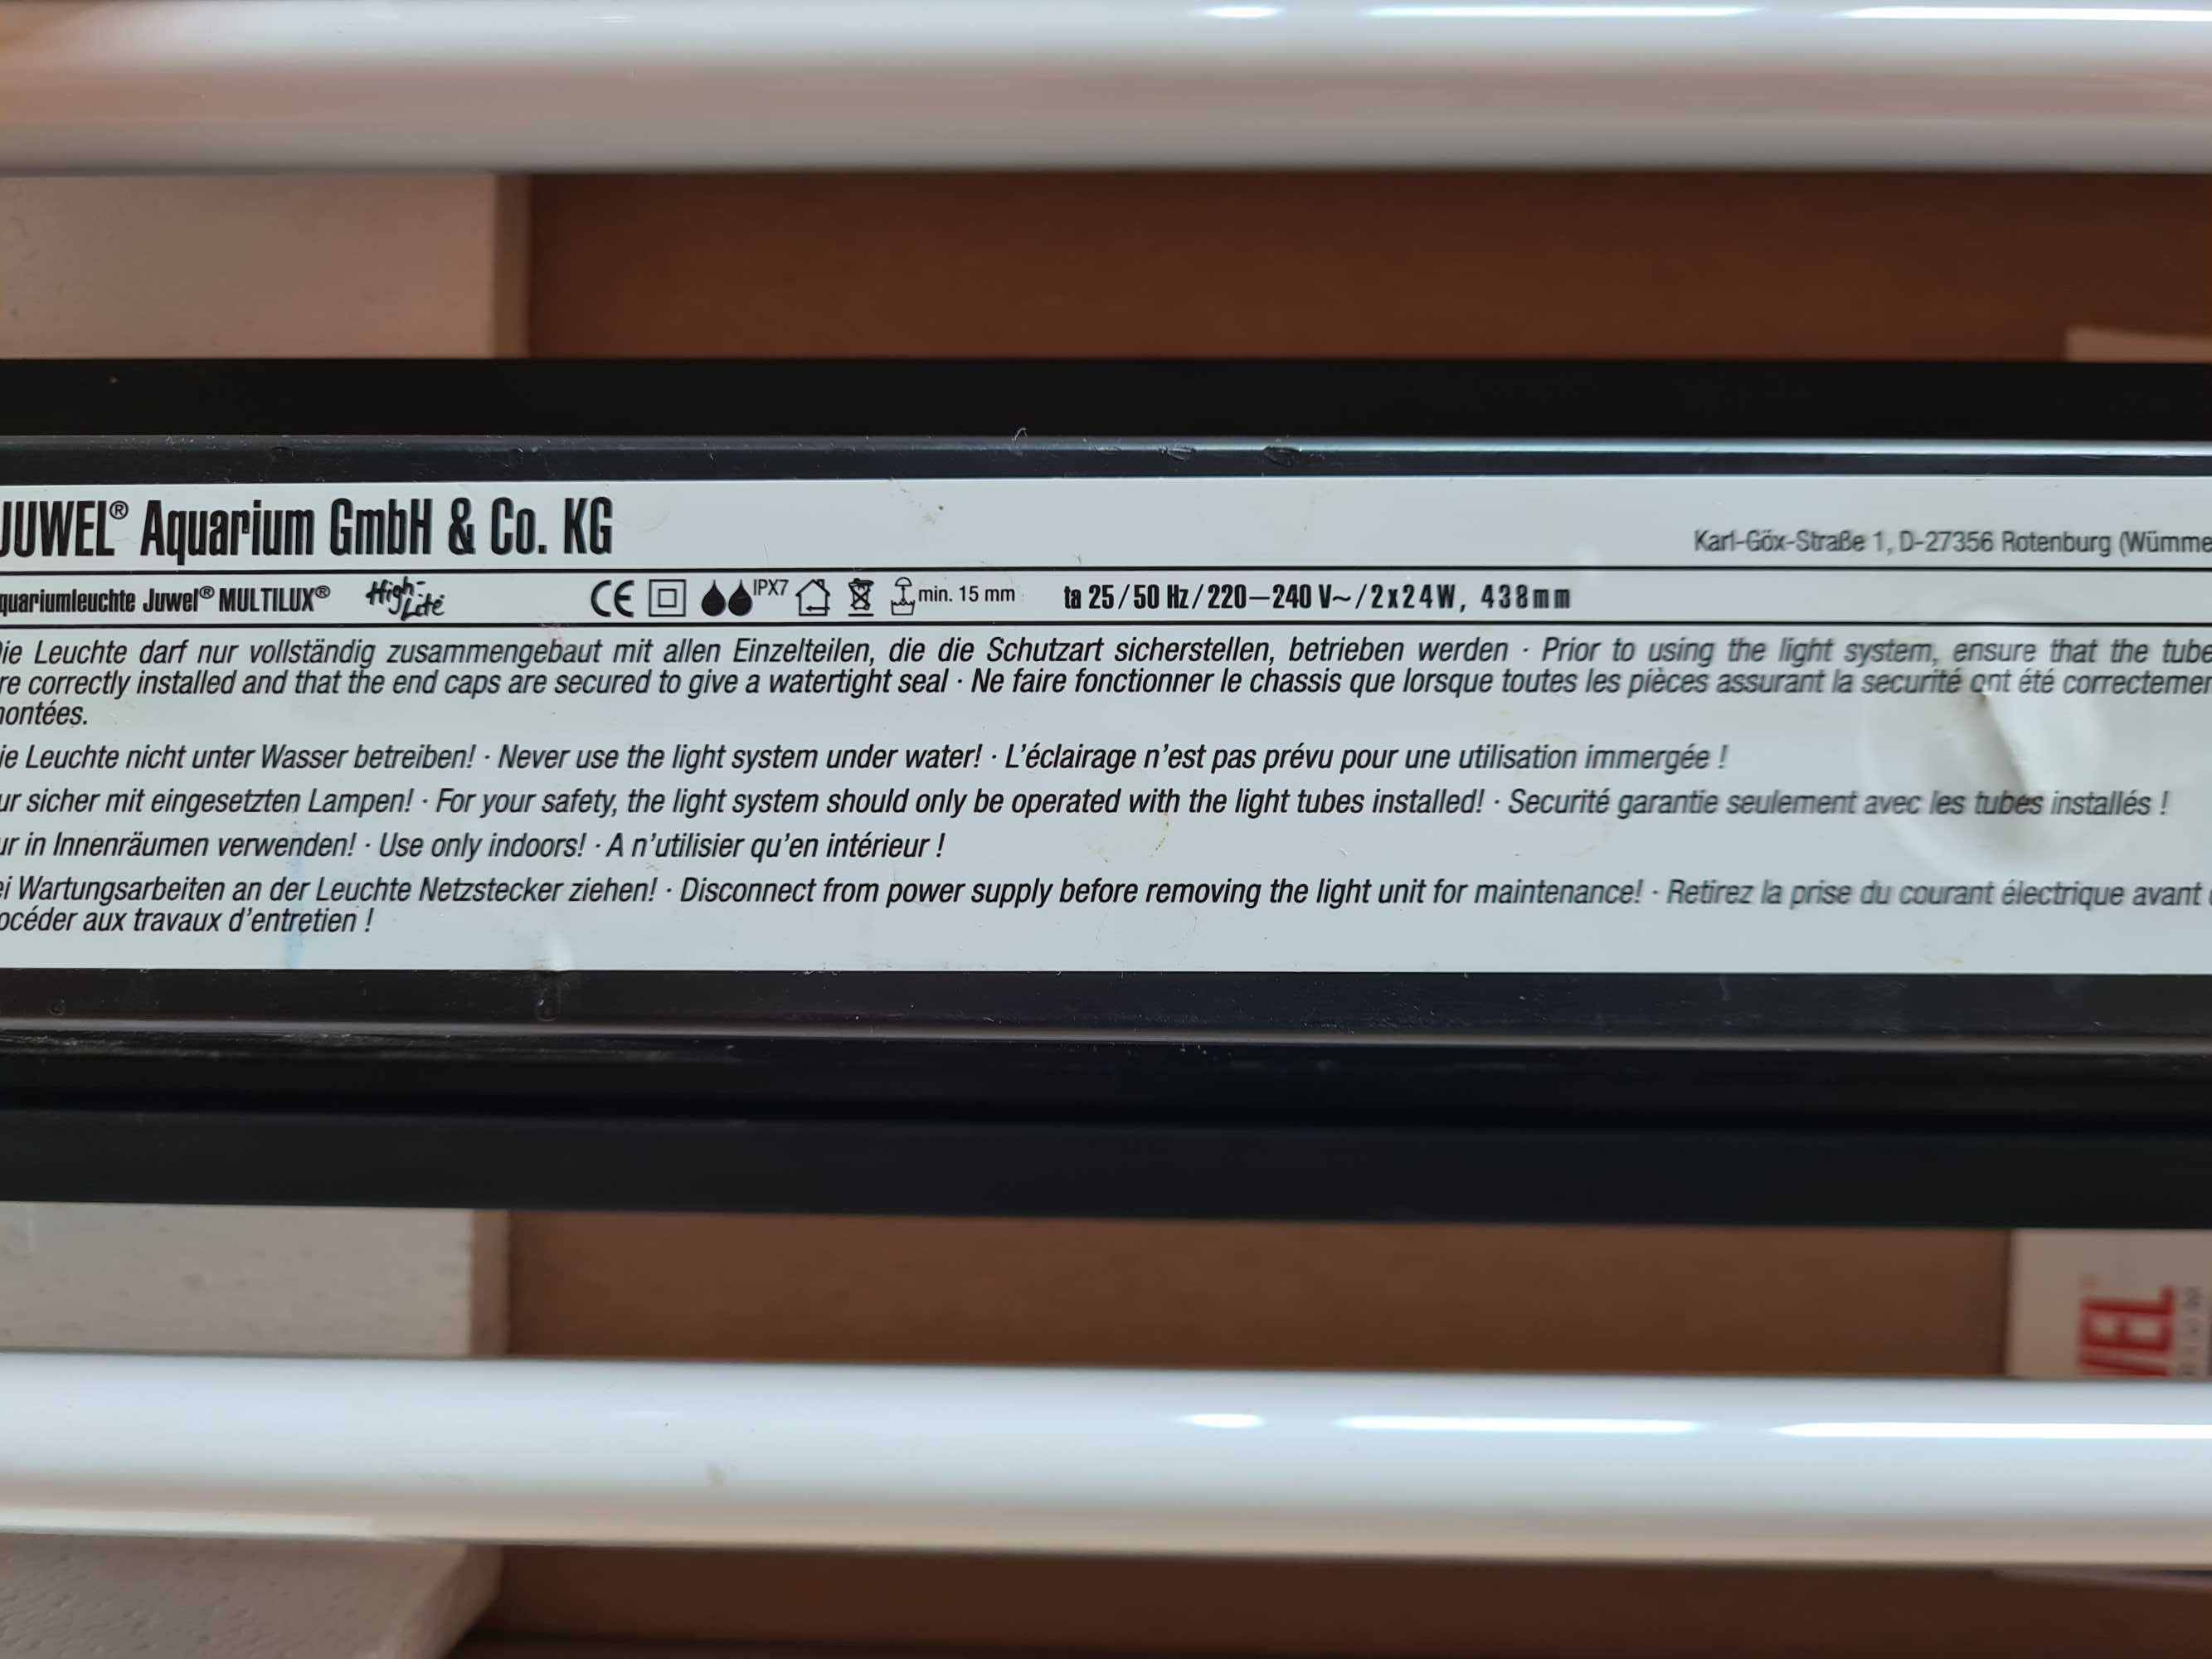 JUWEL® Aquarium GmbH & Co. KG
Karl-Göx-Straße 1, D-27356 Rotenburg (Wümme
quariumleuchte Juwel® MULTILUX® High-Lite CE IPX7 min. 15 mm ta 25/50 Hz/220–240 V~/2x24W, 438mm
ie Leuchte darf nur vollständig zusammengebaut mit allen Einzelteilen, die die Schutzart sicherstellen, betrieben werden · Prior to using the light system, ensure that the tube
re correctly installed and that the end caps are secured to give a watertight seal · Ne faire fonctionner le chassis que lorsque toutes les pièces assurant la securité ont été correctemen
ontées.
ie Leuchte nicht unter Wasser betreiben! · Never use the light system under water! · L'éclairage n'est pas prévu pour une utilisation immergée !
ur sicher mit eingesetzten Lampen! · For your safety, the light system should only be operated with the light tubes installed! · Securité garantie seulement avec les tubes installés !
ur in Innenräumen verwenden! · Use only indoors! · A n'utilisier qu'en intérieur !
ei Wartungsarbeiten an der Leuchte Netzstecker ziehen! · Disconnect from power supply before removing the light unit for maintenance! · Retirez la prise du courant électrique avant
océder aux travaux d'entretien !